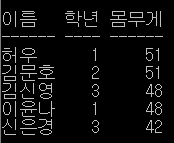 이름 학년 몸무게
------ ---- ------
허우 1 51
김문호 2 51
김신영 3 48
이윤나 1 48
신은경 3 42